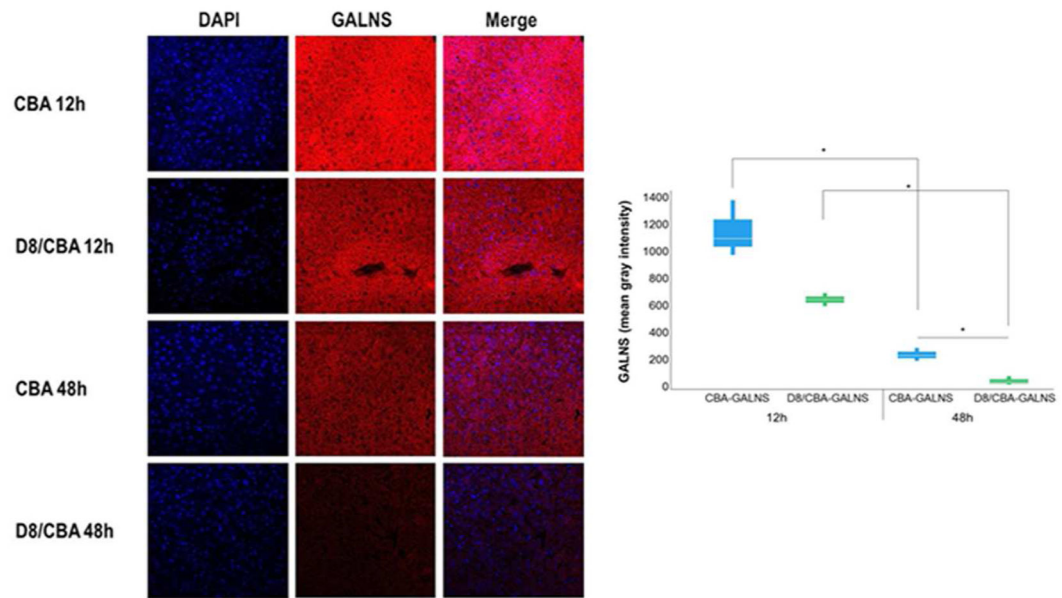 DAPI GALNS Merge
CBA 12h
D8/CBA 12h
CBA 48h
D8/CBA 48h
GALNS (mean gray intensity)
1400
1200
1000
800
600
400
200
0
*
*
*
CBA-GALNS D8/CBA-GALNS CBA-GALNS D8/CBA-GALNS
12h 48h